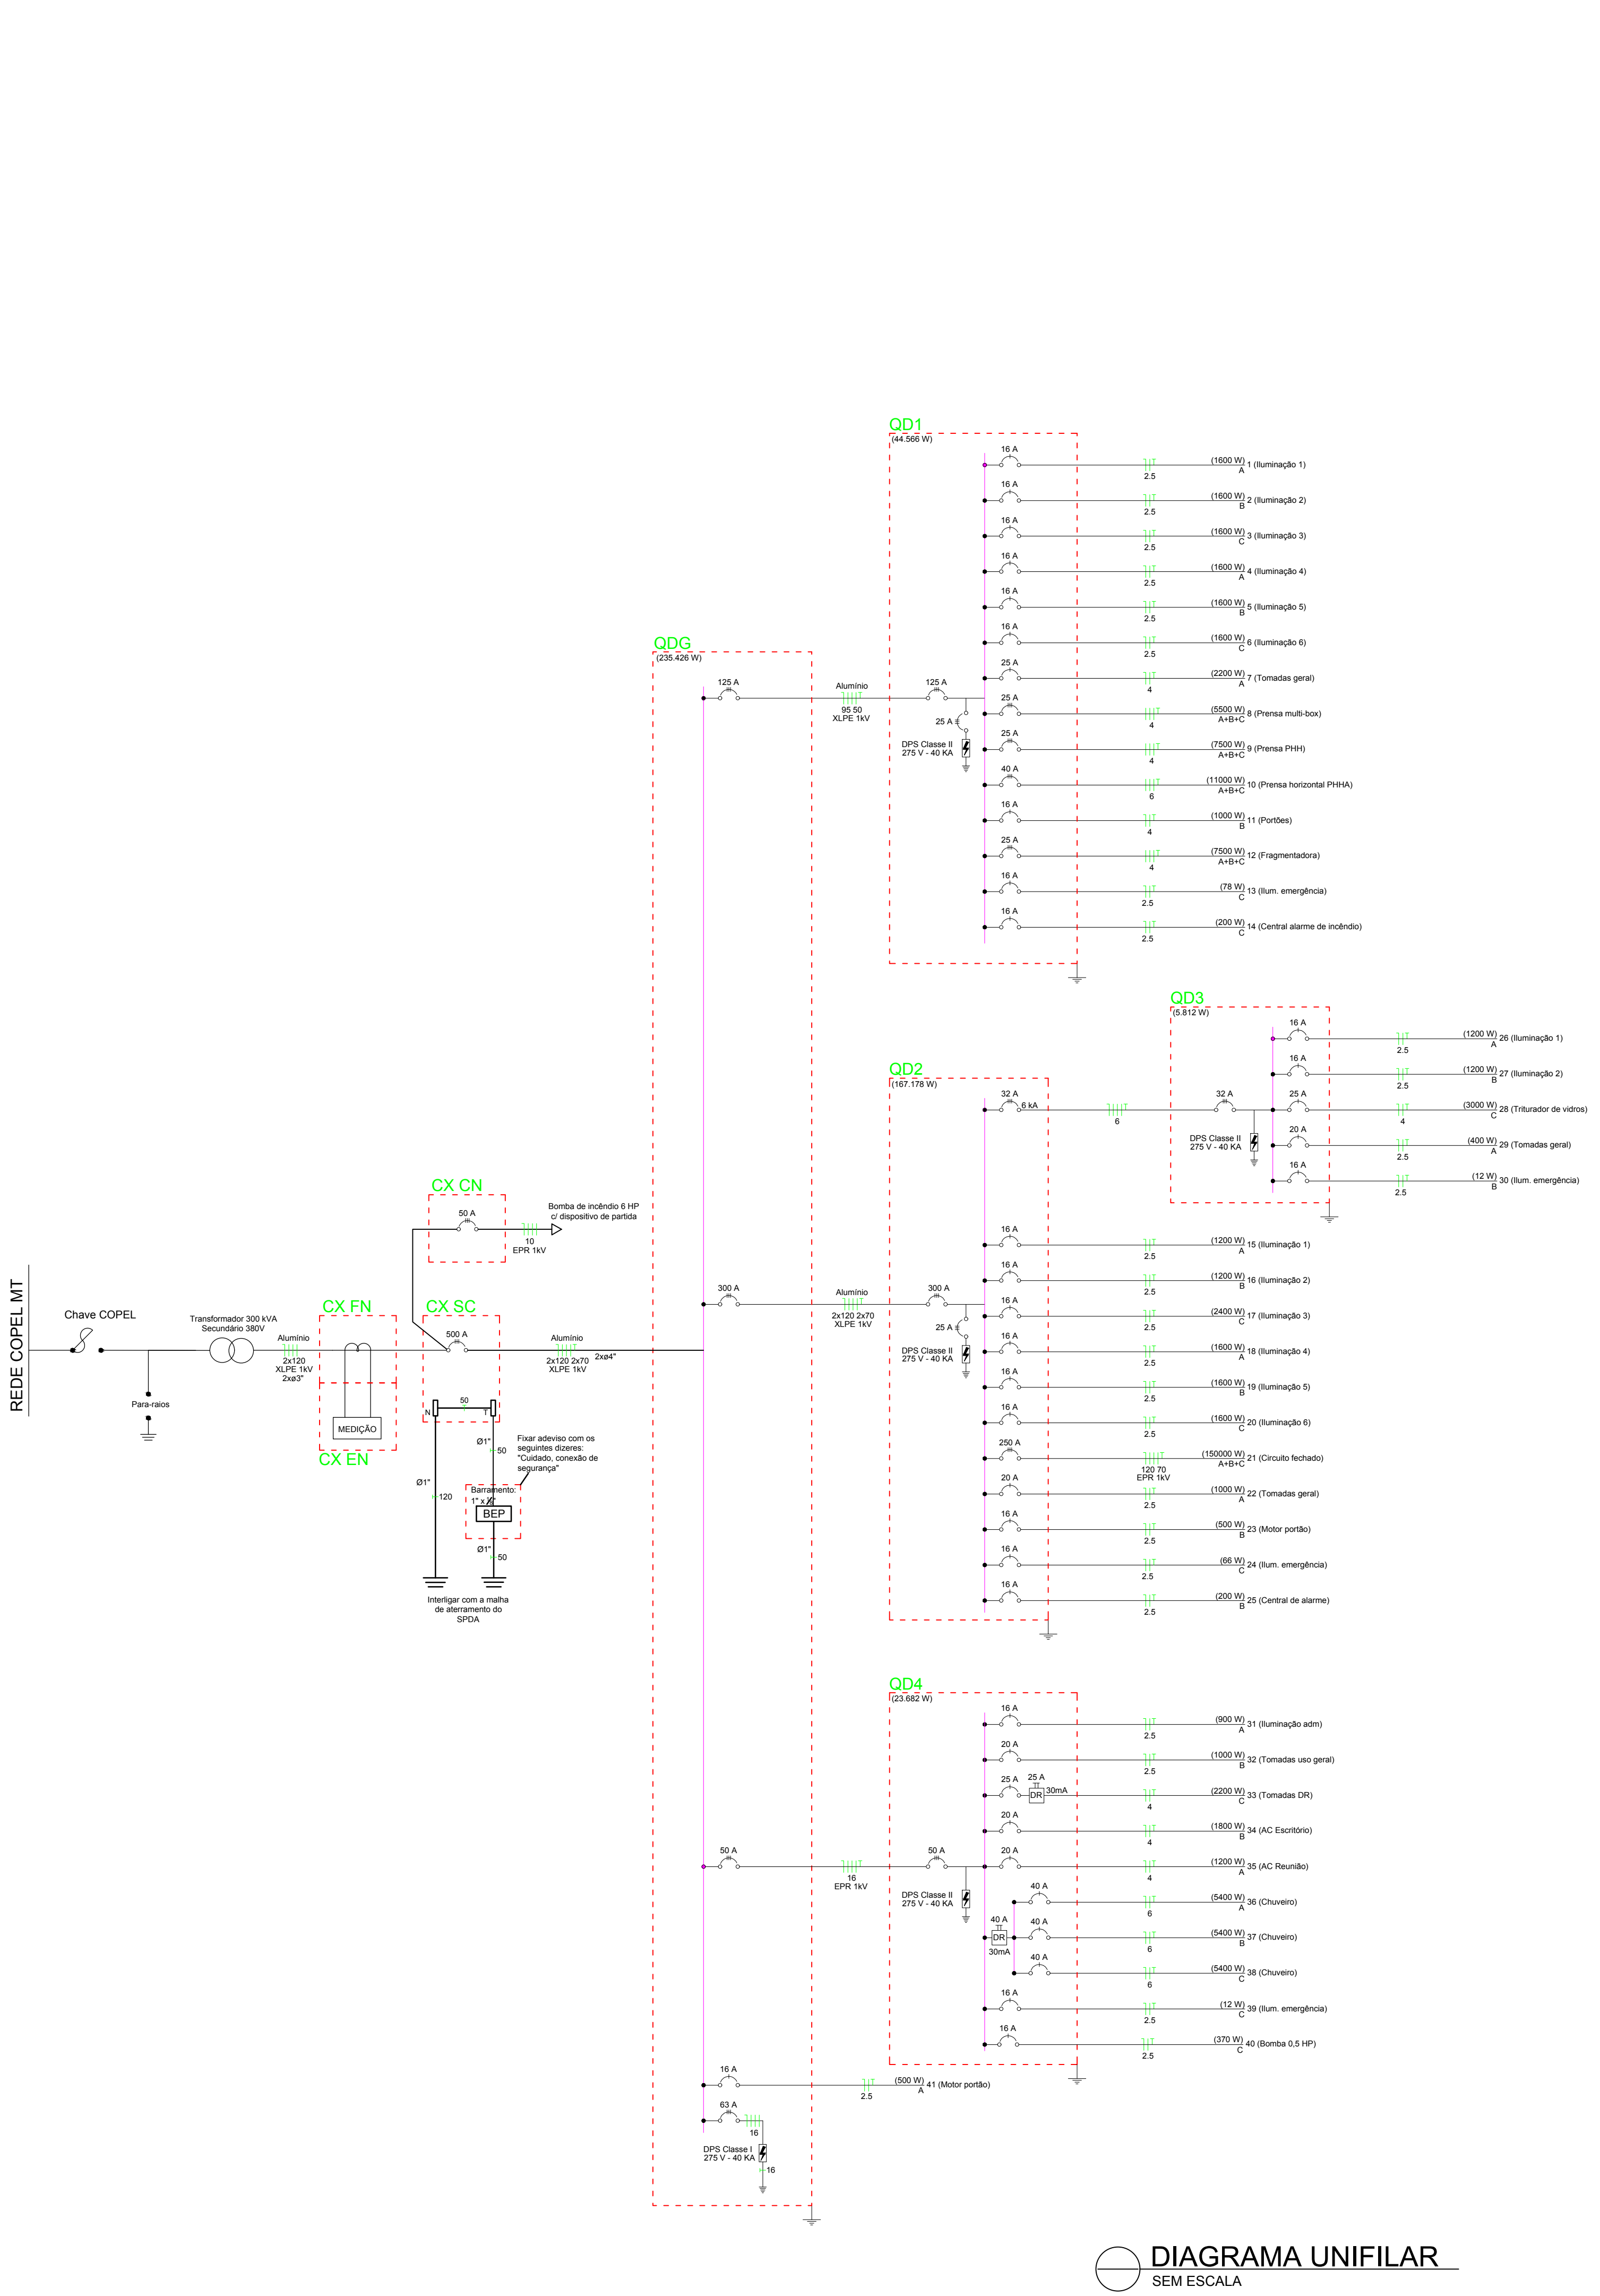 QD1
(44.566 W)
16 A
2.5
(1600 W)
A
1 (Iluminação 1)
16 A
2.5
(1600 W)
B
2 (Iluminação 2)
16 A
2.5
(1600 W)
C
3 (Iluminação 3)
16 A
2.5
(1600 W)
A
4 (Iluminação 4)
16 A
2.5
(1600 W)
B
5 (Iluminação 5)
16 A
2.5
(1600 W)
C
6 (Iluminação 6)
25 A
4
(2200 W)
A
7 (Tomadas geral)
25 A
4
(5500 W)
A+B+C
8 (Prensa multi-box)
25 A
4
(7500 W)
A+B+C
9 (Prensa PHH)
40 A
6
(11000 W)
A+B+C
10 (Prensa horizontal PHHA)
16 A
4
(1000 W)
B
11 (Portões)
25 A
4
(7500 W)
A+B+C
12 (Fragmentadora)
16 A
2.5
(78 W)
C
13 (Ilum. emergência)
16 A
2.5
(200 W)
C
14 (Central alarme de incêndio)
QDG
(235.426 W)
125 A
Alumínio
95 50
XLPE 1kV
125 A
25 A
DPS Classe II
275 V - 40 KA
QD3
(5.812 W)
16 A
2.5
(1200 W)
A
26 (Iluminação 1)
16 A
2.5
(1200 W)
B
27 (Iluminação 2)
25 A
4
(3000 W)
C
28 (Triturador de vidros)
20 A
2.5
(400 W)
A
29 (Tomadas geral)
16 A
2.5
(12 W)
B
30 (Ilum. emergência)
32 A
DPS Classe II
275 V - 40 KA
QD2
(167.178 W)
32 A
6 kA
6
16 A
2.5
(1200 W)
A
15 (Iluminação 1)
16 A
2.5
(1200 W)
B
16 (Iluminação 2)
16 A
2.5
(2400 W)
C
17 (Iluminação 3)
16 A
2.5
(1600 W)
A
18 (Iluminação 4)
16 A
2.5
(1600 W)
B
19 (Iluminação 5)
16 A
2.5
(1600 W)
C
20 (Iluminação 6)
250 A
120 70
EPR 1kV
(150000 W)
A+B+C
21 (Circuito fechado)
20 A
2.5
(1000 W)
A
22 (Tomadas geral)
16 A
2.5
(500 W)
B
23 (Motor portão)
16 A
2.5
(66 W)
C
24 (Ilum. emergência)
16 A
2.5
(200 W)
B
25 (Central de alarme)
300 A
Alumínio
2x120 2x70
XLPE 1kV
300 A
25 A
DPS Classe II
275 V - 40 KA
CX CN
50 A
10
EPR 1kV
Bomba de incêndio 6 HP
c/ dispositivo de partida
REDE COPEL MT
Chave COPEL
Para-raios
Transformador 300 kVA
Secundário 380V
Alumínio
2x120
XLPE 1kV
2xø3"
CX FN
MEDIÇÃO
CX EN
CX SC
500 A
Alumínio
2x120 2x70
XLPE 1kV
2xø4"
N
50
T
Ø1"
120
Ø1"
50
Fixar adeviso com os
seguintes dizeres:
"Cuidado, conexão de
segurança"
Barramento:
BEP
Ø1"
50
Interligar com a malha
de aterramento do
SPDA
QD4
(23.682 W)
16 A
2.5
(900 W)
A
31 (Iluminação adm)
20 A
2.5
(1000 W)
B
32 (Tomadas uso geral)
25 A
25 A
DR
30mA
4
(2200 W)
C
33 (Tomadas DR)
20 A
4
(1800 W)
B
34 (AC Escritório)
20 A
4
(1200 W)
A
35 (AC Reunião)
40 A
6
(5400 W)
A
36 (Chuveiro)
40 A
DR
30mA
40 A
6
(5400 W)
B
37 (Chuveiro)
40 A
6
(5400 W)
C
38 (Chuveiro)
16 A
2.5
(12 W)
C
39 (Ilum. emergência)
16 A
2.5
(370 W)
C
40 (Bomba 0,5 HP)
50 A
16
EPR 1kV
50 A
DPS Classe II
275 V - 40 KA
16 A
2.5
(500 W)
A
41 (Motor portão)
63 A
16
DPS Classe I
275 V - 40 KA
16
DIAGRAMA UNIFILAR
SEM ESCALA